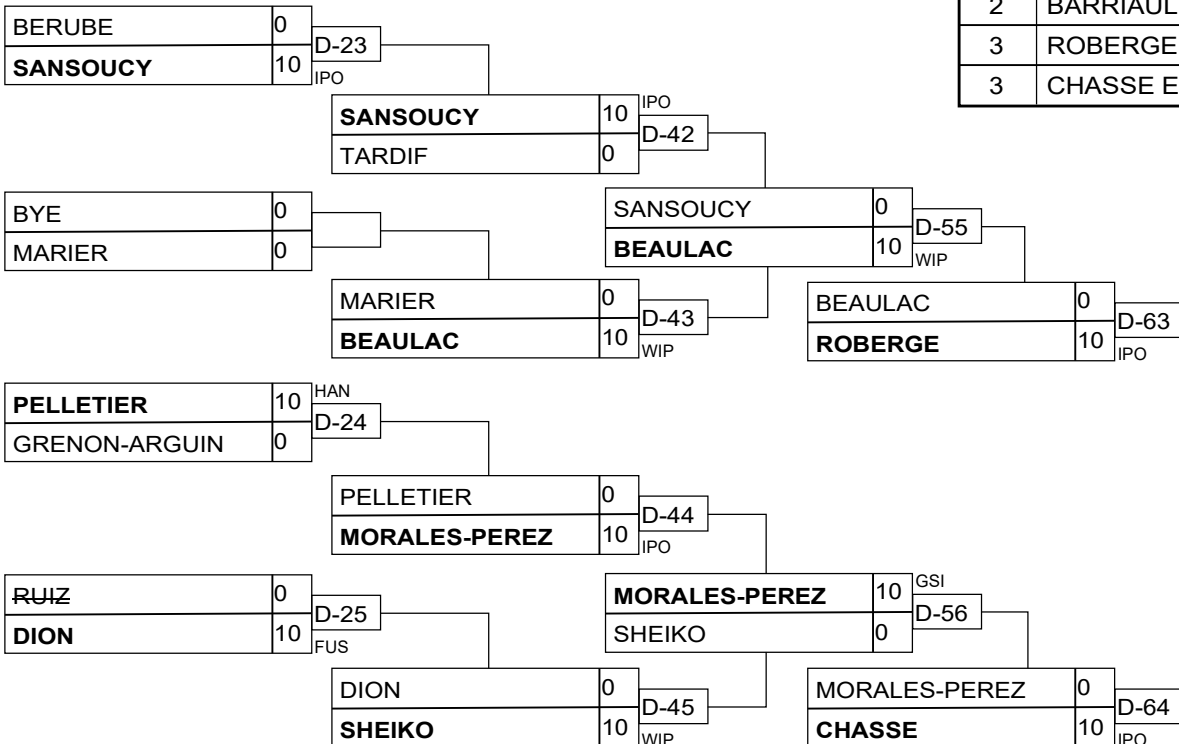 2 BARRIAUL
3 ROBERGE
3 CHASSE E
BERUBE 0
D-23
SANSOUCY 10 IPO
SANSOUCY 10 IPO
D-42
TARDIF 0
BYE 0
MARIER 0
SANSOUCY 0
D-55
BEAULAC 10 WIP
MARIER 0
D-43
BEAULAC 10 WIP
BEAULAC 0
D-63
ROBERGE 10 IPO
PELLETIER 10 HAN
D-24
GRENON-ARGUIN 0
PELLETIER 0
D-44
MORALES-PEREZ 10 IPO
RUIZ 0
D-25
DION 10 FUS
MORALES-PEREZ 10 GSI
D-56
SHEIKO 0
DION 0
D-45
SHEIKO 10 WIP
MORALES-PEREZ 0
D-64
CHASSE 10 IPO